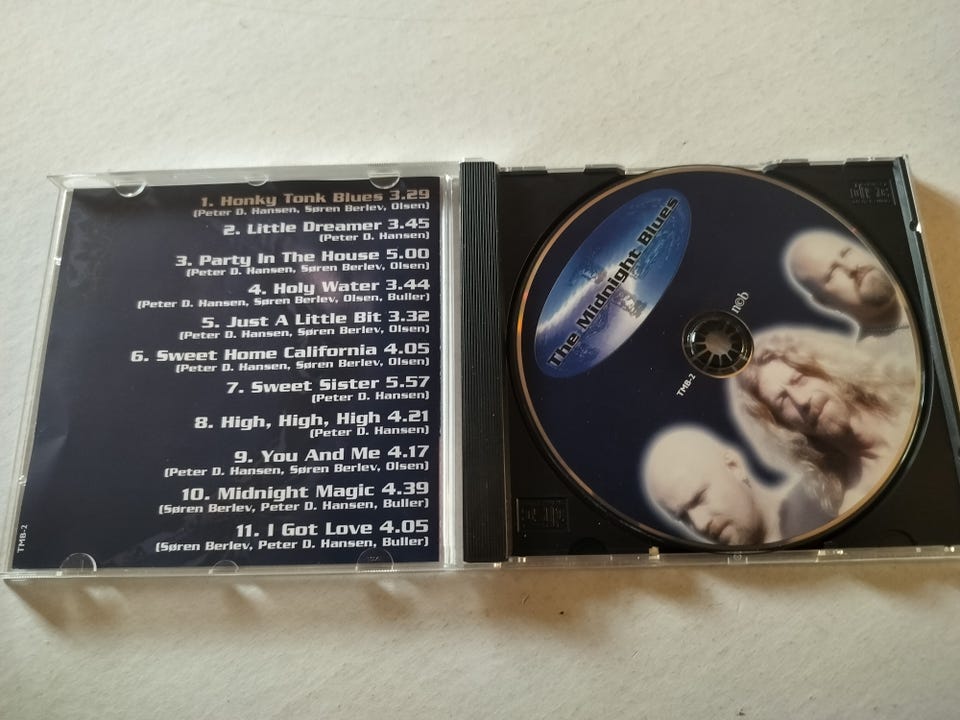 1. Honky Tonk Blues 3.29
(Peter D. Hansen, Søren Berlev, Olsen)
2. Little Dreamer 3.45
(Peter D. Hansen)
3. Party In The House 5.00
(Peter D. Hansen, Søren Berlev, Olsen)
4. Holy Water 3.44
(Peter D. Hansen, Søren Berlev, Olsen, Buller)
5. Just A Little Bit 3.32
(Peter D. Hansen, Søren Berlev, Olsen)
6. Sweet Home California 4.05
(Peter D. Hansen, Søren Berlev, Olsen)
7. Sweet Sister 5.57
(Peter D. Hansen)
8. High, High, High 4.21
(Peter D. Hansen)
9. You And Me 4.17
(Peter D. Hansen, Søren Berlev, Olsen)
10. Midnight Magic 4.39
(Søren Berlev, Peter D. Hansen, Buller)
11. I Got Love 4.05
(Søren Berlev, Peter D. Hansen, Buller)
TMB-2
The Midnight Blues
n©b
TMB-2